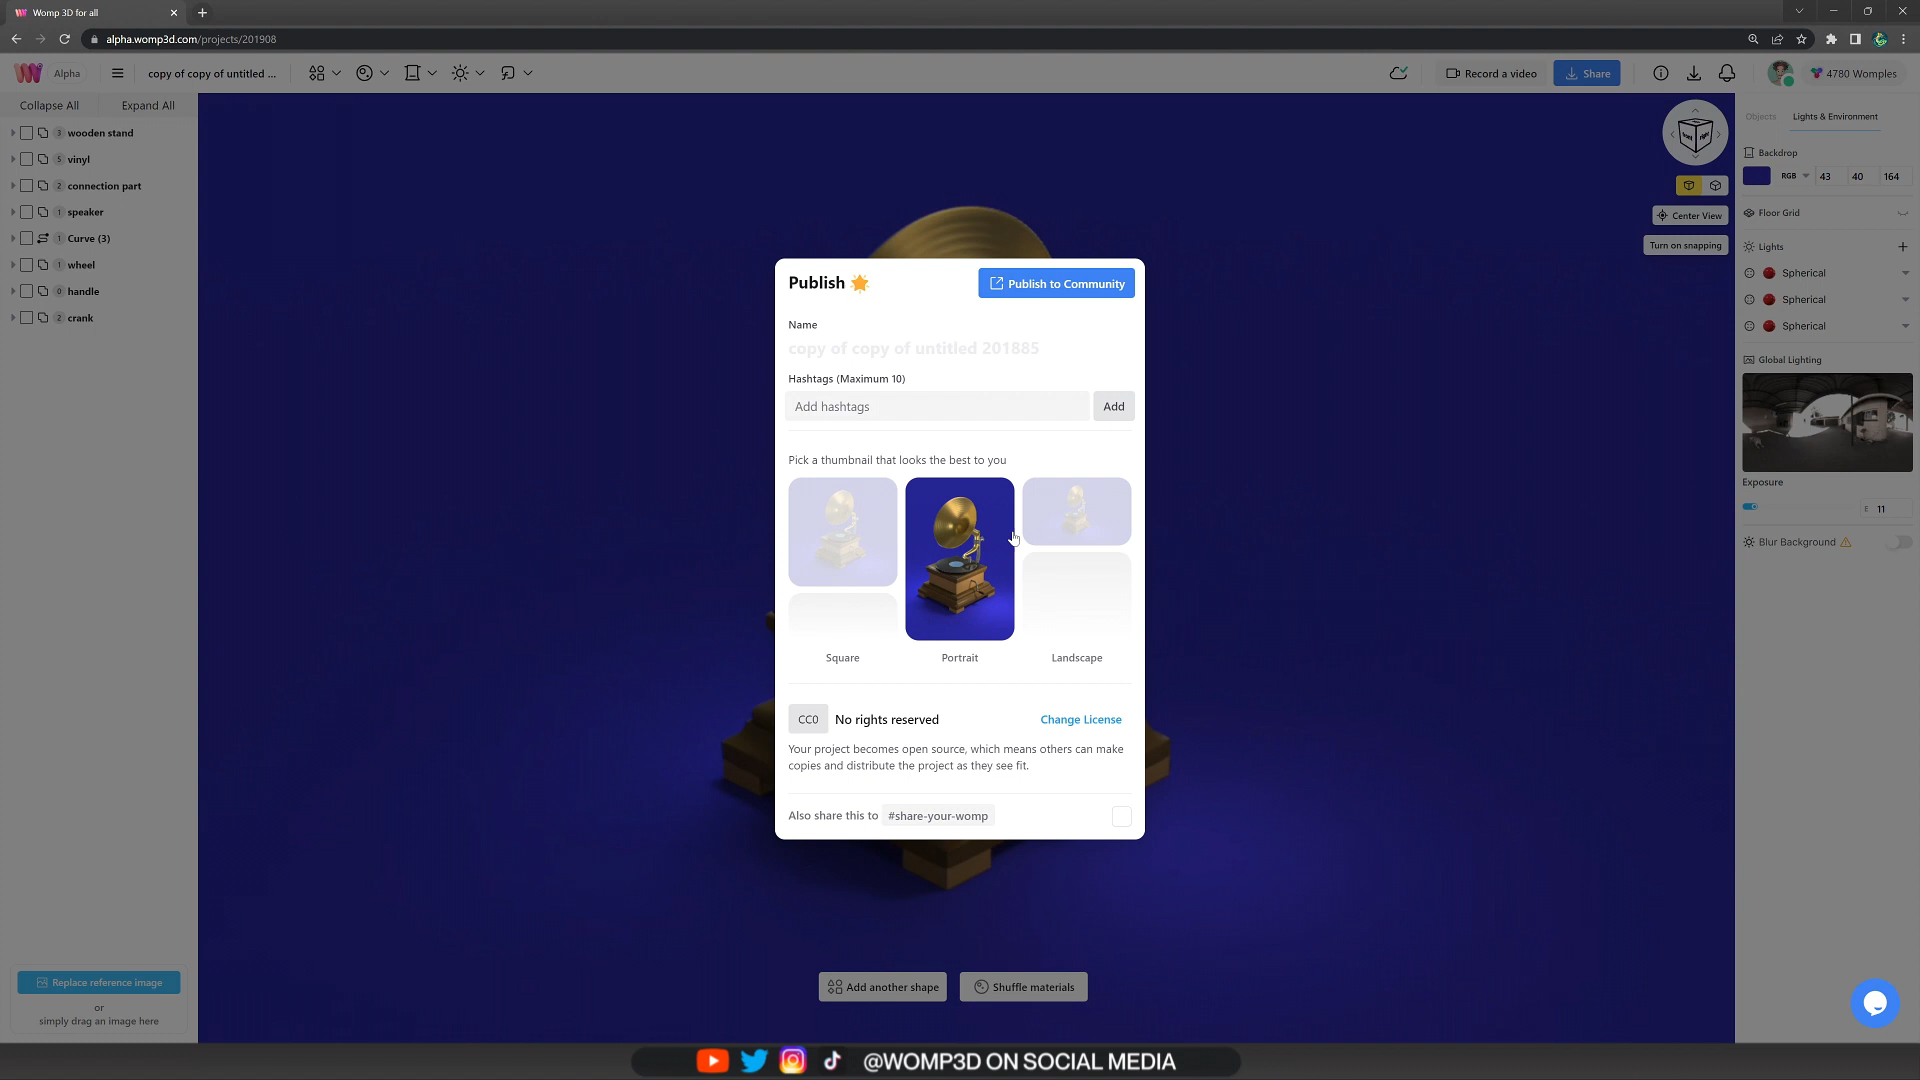 Womp 3D for all
alpha.womp3d.com/projects/201908
Alpha
copy of copy of untitled ...
Record a video
Share
4780 Womples
Collapse All
Expand All
3 wooden stand
5 vinyl
2 connection part
1 speaker
1 Curve (3)
1 wheel
0 handle
2 crank
Replace reference image
or
simply drag an image here
Publish
Publish to Community
Name
copy of copy of untitled 201885
Hashtags (Maximum 10)
Add hashtags
Add
Pick a thumbnail that looks the best to you
Square
Portrait
Landscape
CC0
No rights reserved
Change License
Your project becomes open source, which means others can make
copies and distribute the project as they see fit.
Also share this to #share-your-womp
Add another shape
Shuffle materials
Center View
Turn on snapping
Objects
Lights & Environment
Backdrop
RGB 43 40 164
Floor Grid
Lights
Spherical
Spherical
Spherical
Global Lighting
Exposure
E 11
Blur Background
@WOMP3D ON SOCIAL MEDIA